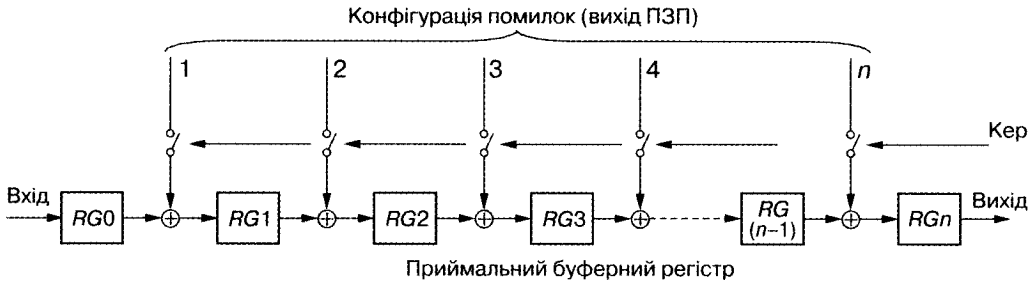 Конфігурація помилок (вихід ПЗП)
1 2 3 4 n
Кер
Вхід RG0 RG1 RG2 RG3 RG (n–1) RGn Вихід
Приймальний буферний регістр